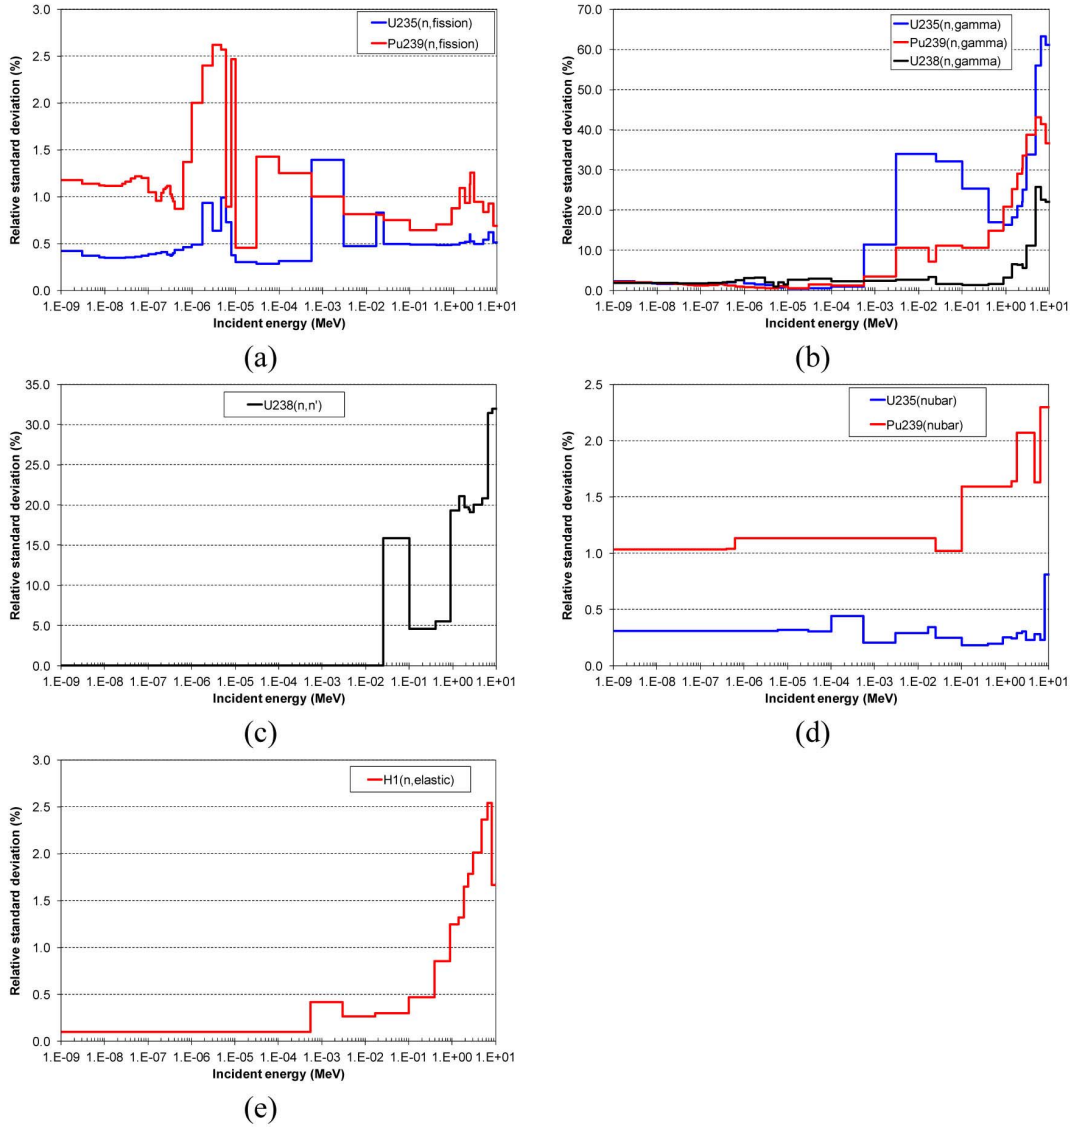 3.0
2.5
2.0
1.5
1.0
0.5
0.0
Relative standard deviation (%)
U235(n,fission)
Pu239(n,fission)
1.E-09 1.E-08 1.E-07 1.E-06 1.E-05 1.E-04 1.E-03 1.E-02 1.E-01 1.E+00 1.E+01
Incident energy (MeV)
(a)
70.0
60.0
50.0
40.0
30.0
20.0
10.0
0.0
Relative standard deviation (%)
U235(n,gamma)
Pu239(n,gamma)
U238(n,gamma)
1.E-09 1.E-08 1.E-07 1.E-06 1.E-05 1.E-04 1.E-03 1.E-02 1.E-01 1.E+00 1.E+01
Incident energy (MeV)
(b)
35.0
30.0
25.0
20.0
15.0
10.0
5.0
0.0
Relative standard deviation (%)
U238(n,n')
1.E-09 1.E-08 1.E-07 1.E-06 1.E-05 1.E-04 1.E-03 1.E-02 1.E-01 1.E+00 1.E+01
Incident energy (MeV)
(c)
2.5
2.0
1.5
1.0
0.5
0.0
Relative standard deviation (%)
U235(nubar)
Pu239(nubar)
1.E-09 1.E-08 1.E-07 1.E-06 1.E-05 1.E-04 1.E-03 1.E-02 1.E-01 1.E+00 1.E+01
Incident energy (MeV)
(d)
3.0
2.5
2.0
1.5
1.0
0.5
0.0
Relative standard deviation (%)
H1(n,elastic)
1.E-09 1.E-08 1.E-07 1.E-06 1.E-05 1.E-04 1.E-03 1.E-02 1.E-01 1.E+00 1.E+01
Incident energy (MeV)
(e)